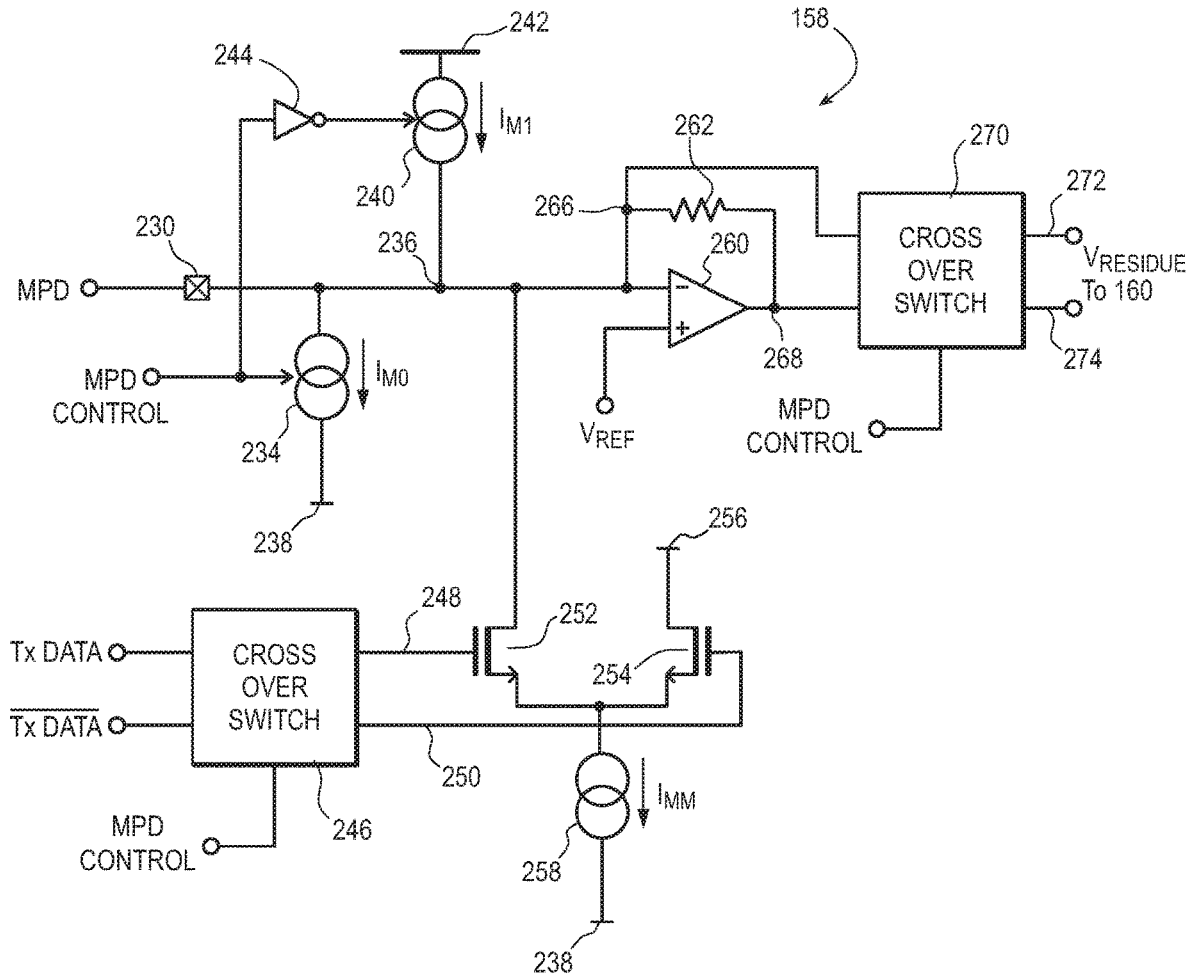 158
242
244
I_M1
240
262
270
272
266
230
236
260
CROSS
OVER
SWITCH
V_RESIDUE
To 160
MPD
268
274
I_M0
MPD
CONTROL
234
V_REF
MPD
CONTROL
238
256
248
252
Tx DATA
CROSS
OVER
SWITCH
254
T̅x̅ ̅D̅A̅T̅A̅
250
I_MM
MPD
CONTROL
246
258
238